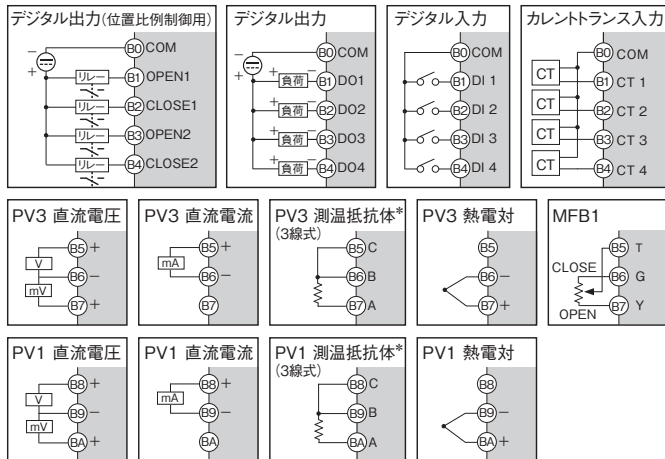 デジタル出力(位置比例制御用)
B0 COM
リレー B1 OPEN1
リレー B2 CLOSE1
リレー B3 OPEN2
リレー B4 CLOSE2
− +
デジタル出力
B0 COM
+ 負荷 − B1 DO1
+ 負荷 − B2 DO2
+ 負荷 − B3 DO3
+ 負荷 − B4 DO4
− +
デジタル入力
B0 COM
B1 DI 1
B2 DI 2
B3 DI 3
B4 DI 4
カレントトランス入力
B0 COM
CT B1 CT 1
CT B2 CT 2
CT B3 CT 3
CT B4 CT 4
PV3 直流電圧
B5 +
V
B6 −
mV
B7 +
PV3 直流電流
B5 +
mA
B6 −
B7
PV3 測温抵抗体*
(3線式)
B5 C
B6 B
B7 A
PV3 熱電対
B5
B6 −
B7 +
MFB1
B5 T
CLOSE
B6 G
B7 Y
OPEN
PV1 直流電圧
B8 +
V
B9 −
mV
BA +
PV1 直流電流
B8 +
mA
B9 −
BA
PV1 測温抵抗体*
(3線式)
B8 C
B9 B
BA A
PV1 熱電対
B8
B9 −
BA +